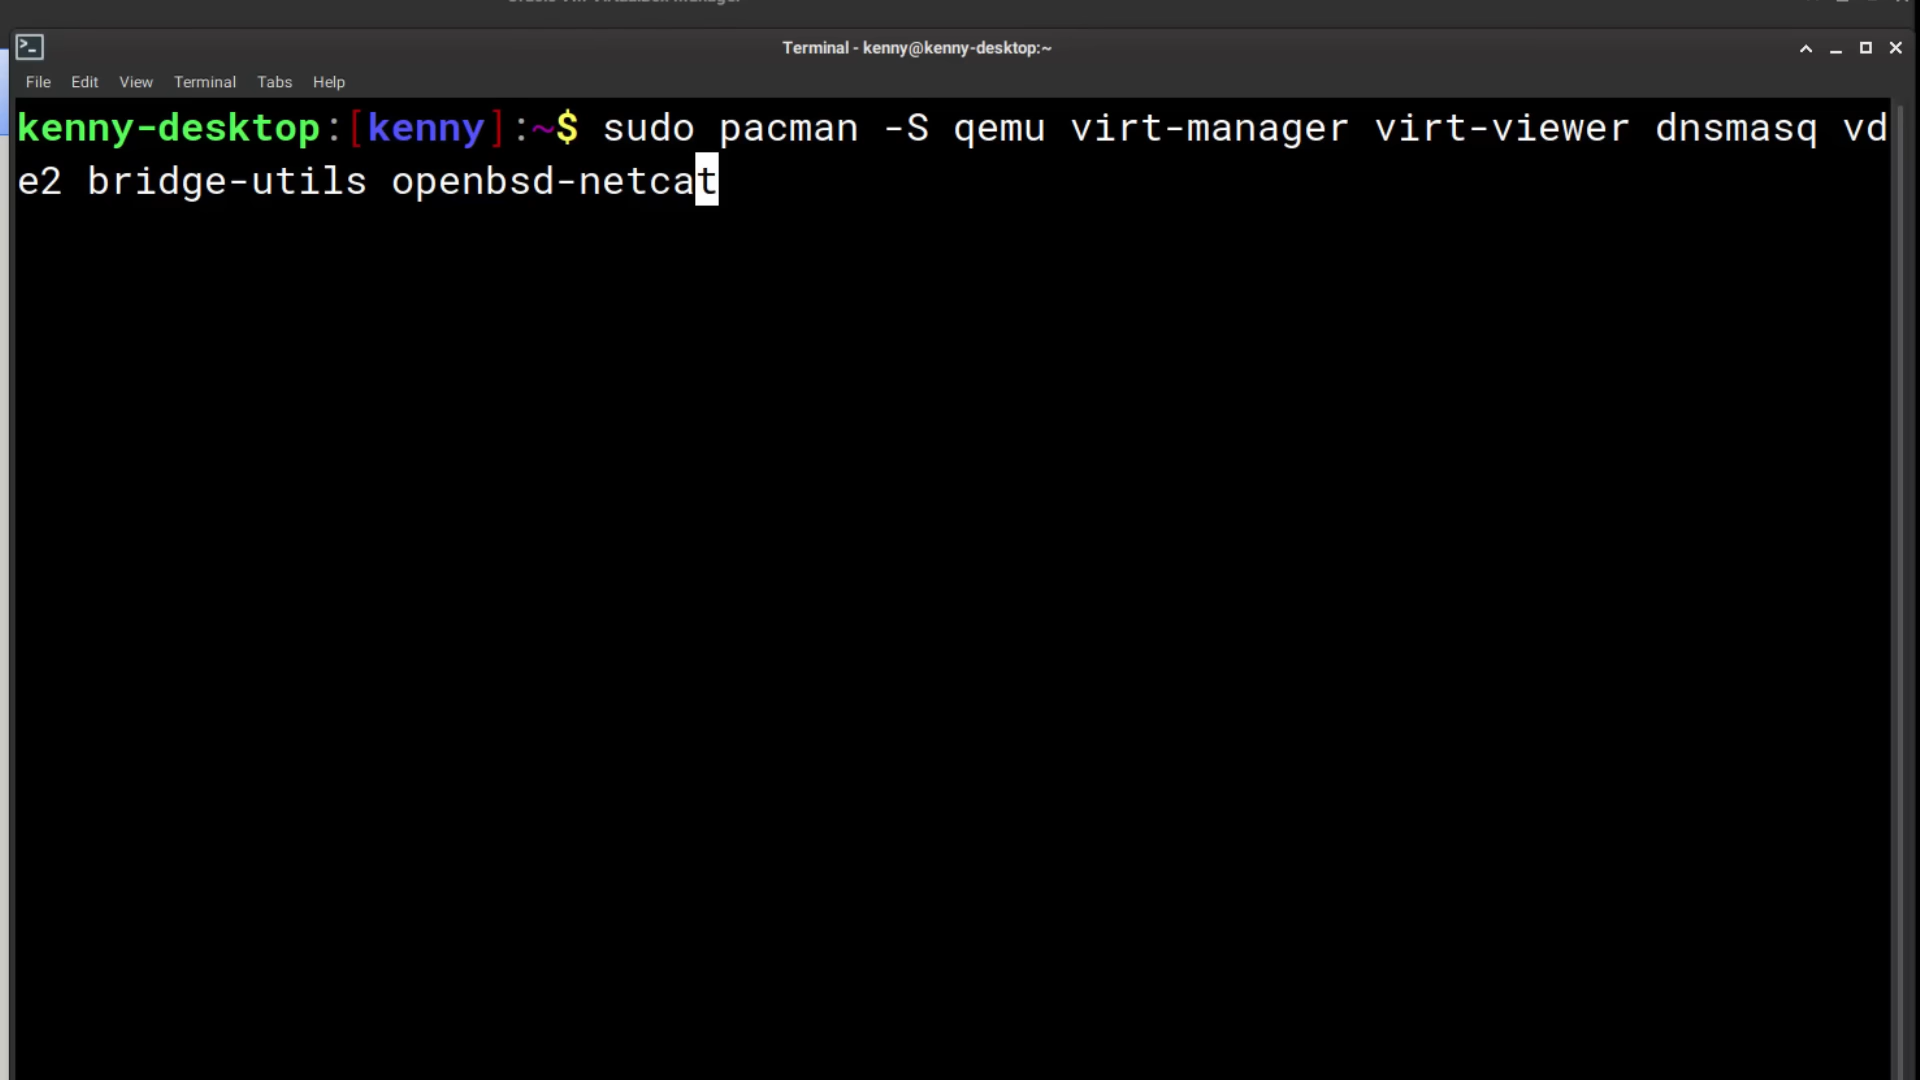 Terminal - kenny@kenny-desktop:~
File Edit View Terminal Tabs Help
kenny-desktop:[kenny]:~$ sudo pacman -S qemu virt-manager virt-viewer dnsmasq vd
e2 bridge-utils openbsd-netcat